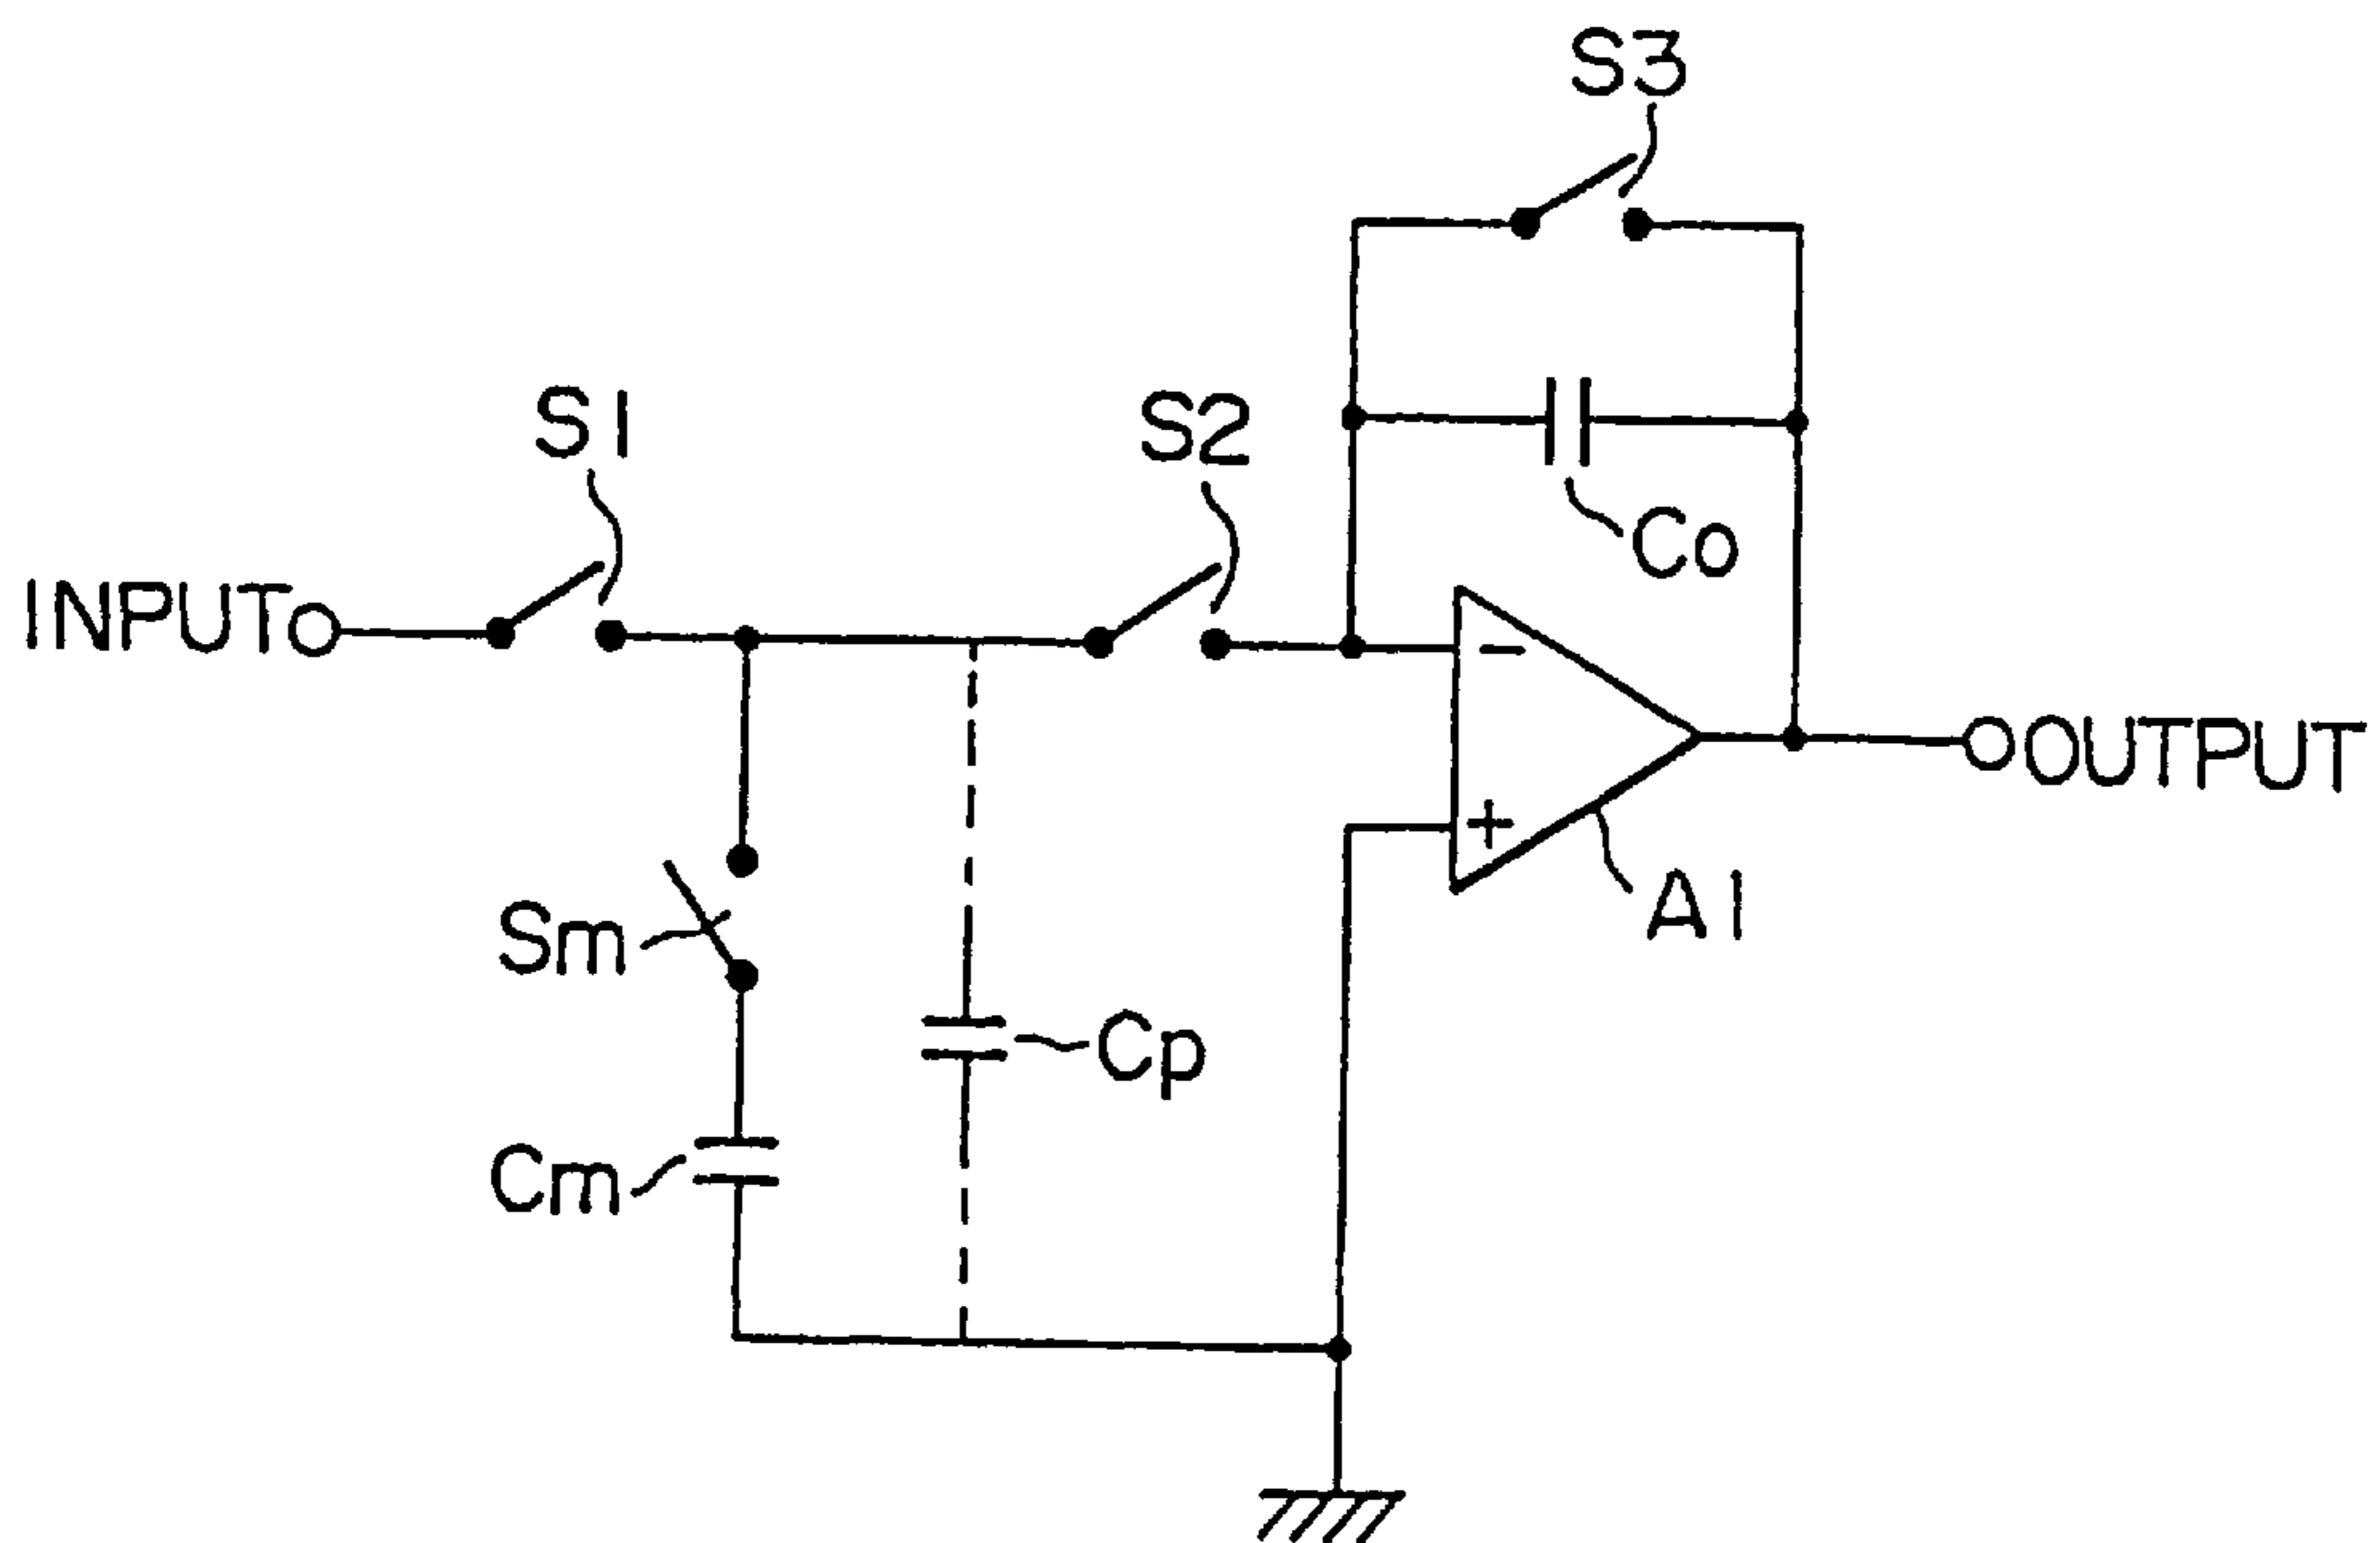 S3
S1
S2
Co
INPUT
-
OUTPUT
+
A1
Sm
Cp
Cm